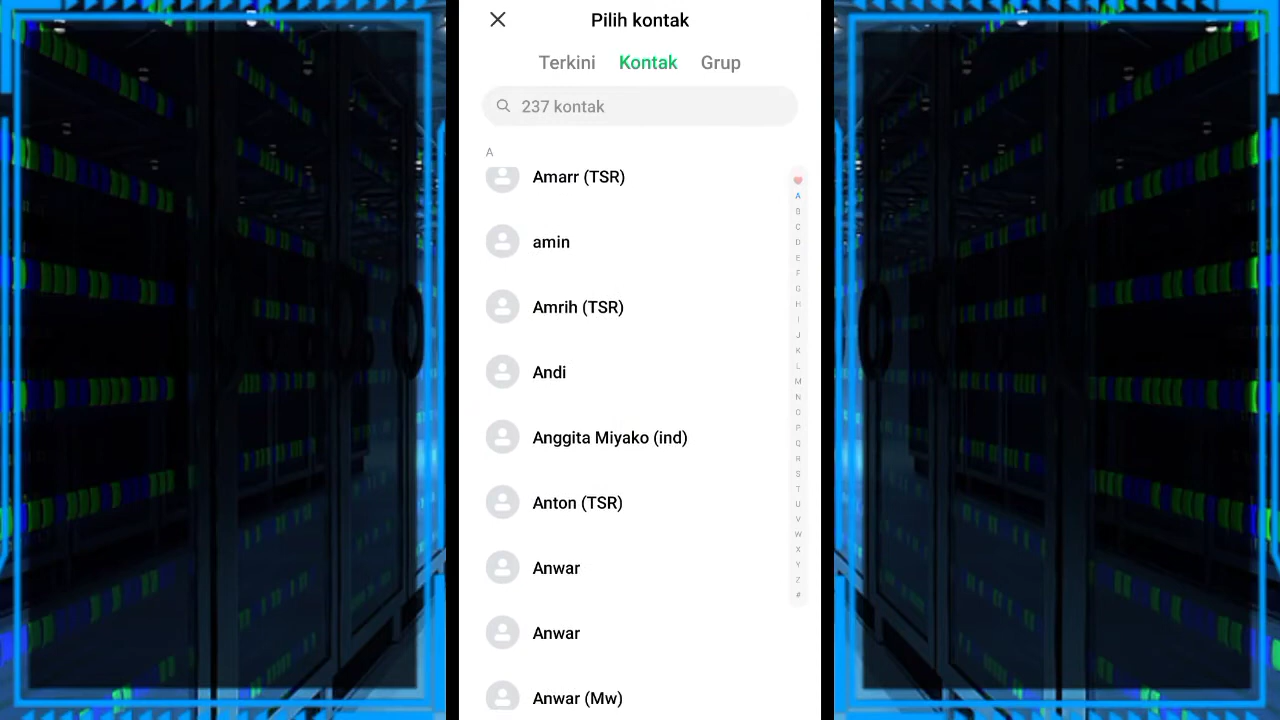 Pilih kontak
Terkini Kontak Grup
237 kontak
A
Amarr (TSR)
amin
Amrih (TSR)
Andi
Anggita Miyako (ind)
Anton (TSR)
Anwar
Anwar
Anwar (Mw)
A
B
C
D
E
F
G
H
I
J
K
L
M
N
O
P
Q
R
S
T
U
V
W
X
Y
Z
#